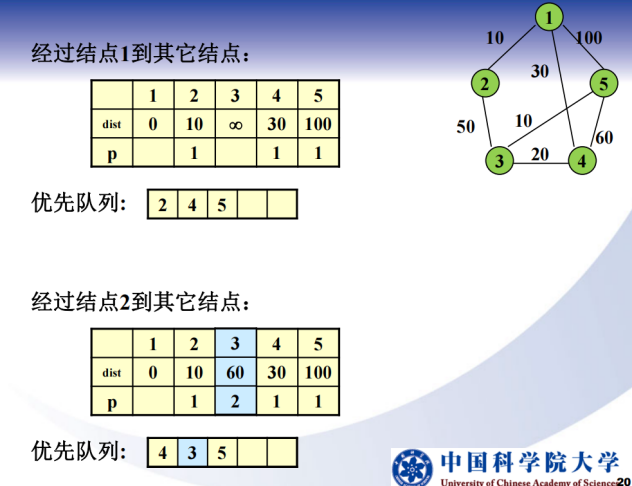 经过结点1到其它结点：
1 2 3 4 5
dist 0 10 ∞ 30 100
p 1 1 1
优先队列： 2 4 5
1
10 100
30
2 5
50 10 60
3 20 4
经过结点2到其它结点：
1 2 3 4 5
dist 0 10 60 30 100
p 1 2 1 1
优先队列： 4 3 5
中国科学院大学
University of Chinese Academy of Sciences 20